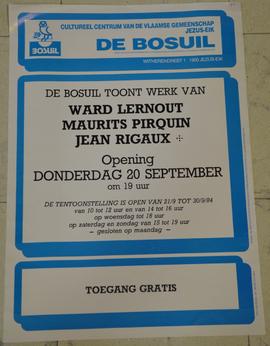 BOSUIL
CULTUREEL CENTRUM VAN DE VLAAMSE GEMEENSCHAP
JEZUS-EIK
DE BOSUIL
WITHERENDREEF 1 1900 JEZUS-EIK
DE BOSUIL TOONT WERK VAN
WARD LERNOUT
MAURITS PIRQUIN
JEAN RIGAUX ✢
Opening
DONDERDAG 20 SEPTEMBER
om 19 uur
DE TENTOONSTELLING IS OPEN VAN 21/9 TOT 30/9/84
van 10 tot 12 uur en van 14 tot 16 uur
op woensdag tot 18 uur
op zaterdag en zondag van 15 tot 19 uur
– gesloten op maandag –
TOEGANG GRATIS